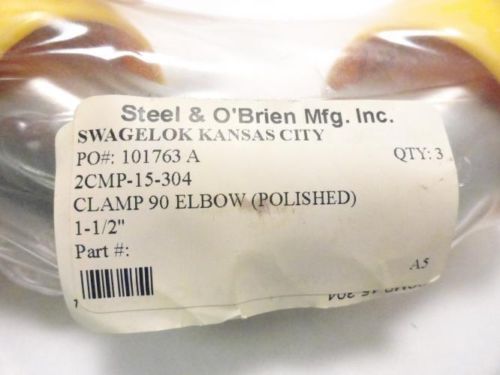 Steel & O'Brien Mfg. Inc.
SWAGELOK KANSAS CITY
PO#: 101763 A QTY: 3
2CMP-15-304
CLAMP 90 ELBOW (POLISHED)
1-1/2"
Part #:
A5